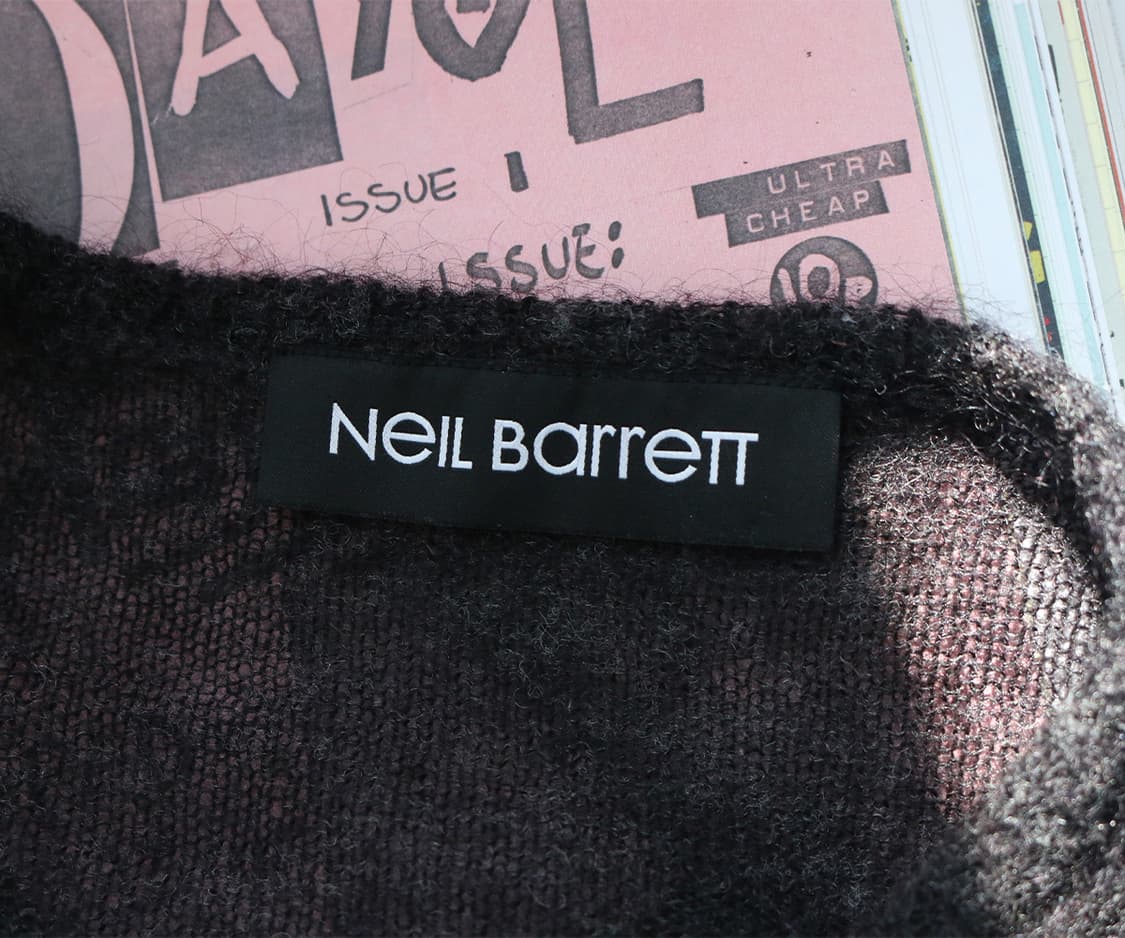 ISSUE 1
ISSUE:
ULTRA
CHEAP
10p
NeIL Barrett